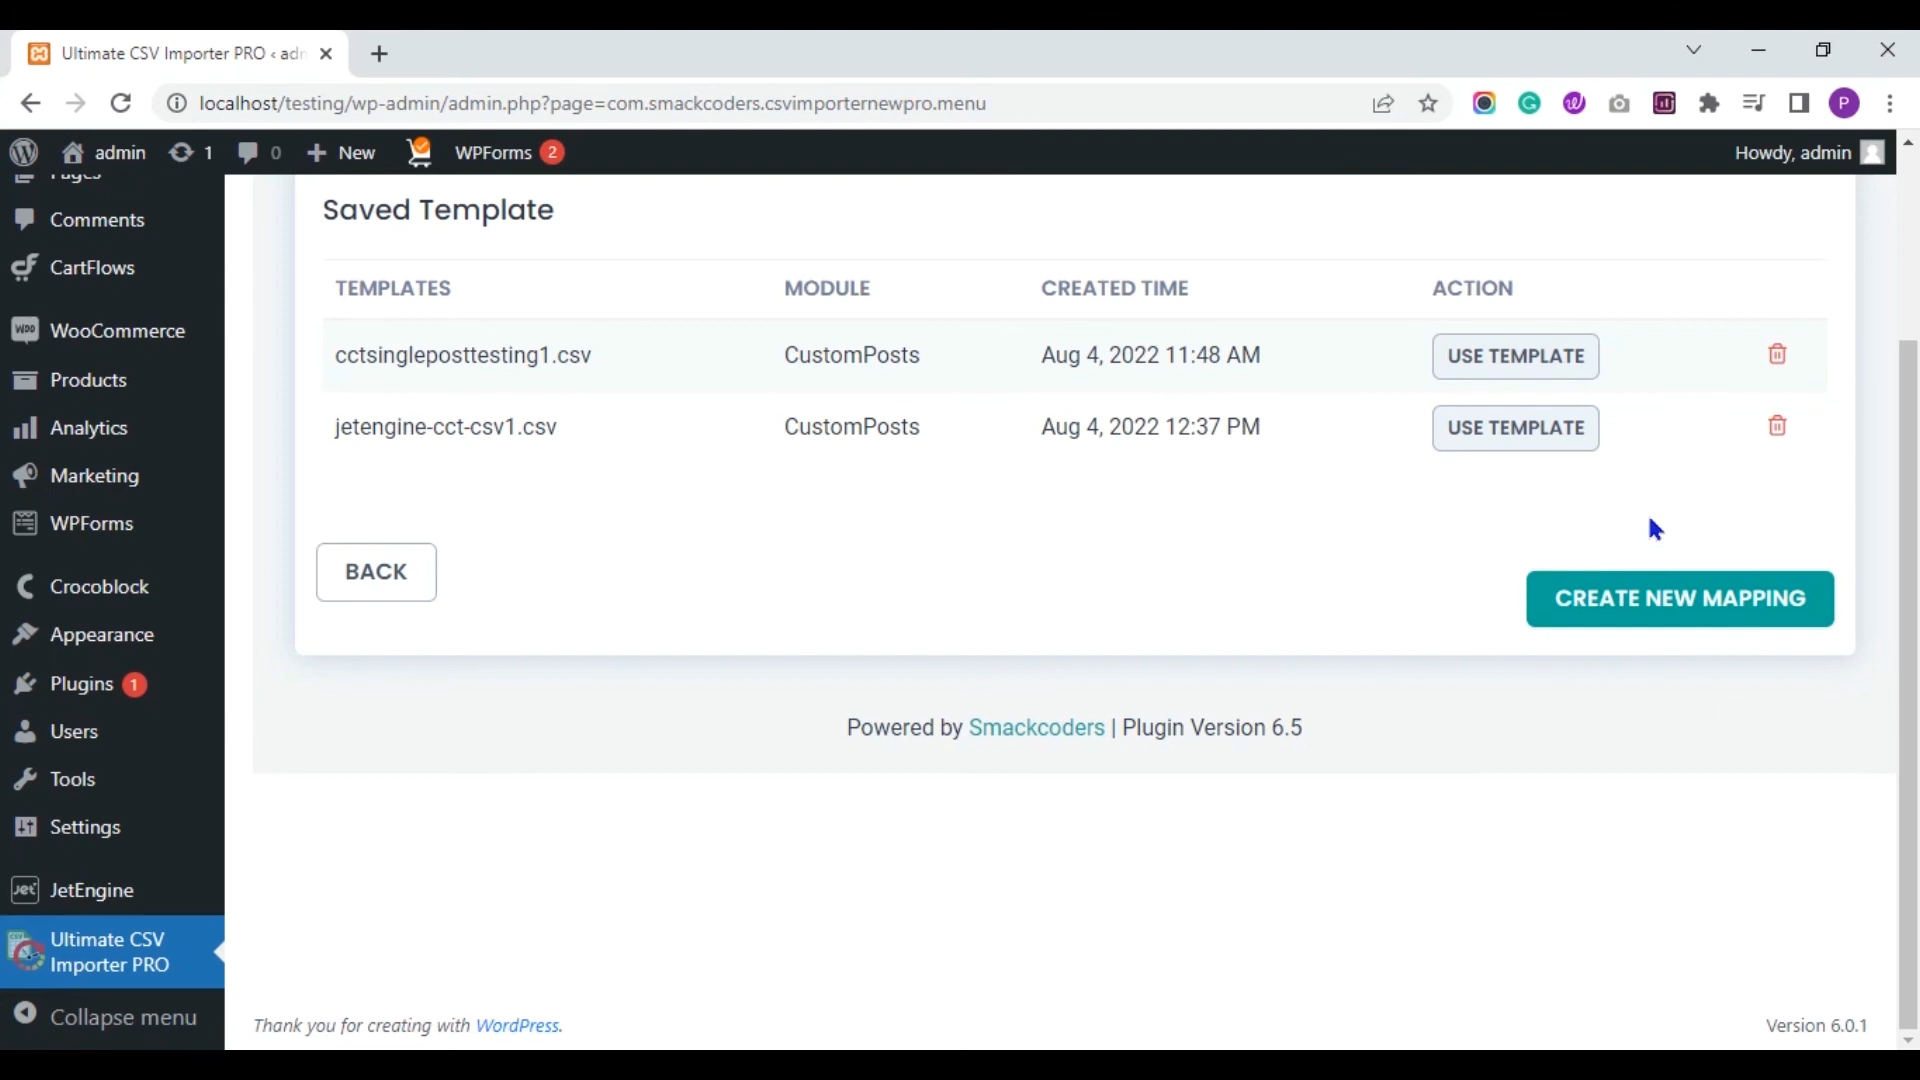 Ultimate CSV Importer PRO ‹ adr
localhost/testing/wp-admin/admin.php?page=com.smackcoders.csvimporternewpro.menu
P
admin 1 0 New WPForms 2
Howdy, admin
Pages
Comments
CartFlows
WooCommerce
Products
Analytics
Marketing
WPForms
Crocoblock
Appearance
Plugins 1
Users
Tools
Settings
JetEngine
Ultimate CSV
Importer PRO
Collapse menu
Saved Template
TEMPLATES MODULE CREATED TIME ACTION
cctsingleposttesting1.csv CustomPosts Aug 4, 2022 11:48 AM USE TEMPLATE
jetengine-cct-csv1.csv CustomPosts Aug 4, 2022 12:37 PM USE TEMPLATE
BACK
CREATE NEW MAPPING
Powered by Smackcoders | Plugin Version 6.5
Thank you for creating with WordPress.
Version 6.0.1